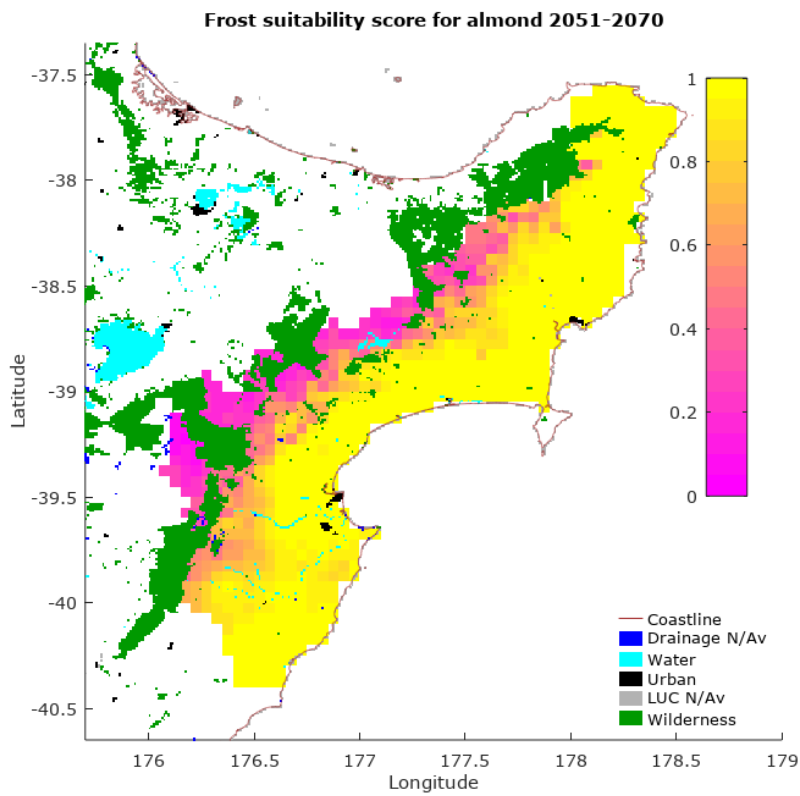 Frost suitability score for almond 2051-2070
-37.5
-38
-38.5
-39
-39.5
-40
-40.5
Latitude
176
176.5
177
177.5
178
178.5
179
Longitude
1
0.8
0.6
0.4
0.2
0
Coastline
Drainage N/Av
Water
Urban
LUC N/Av
Wilderness